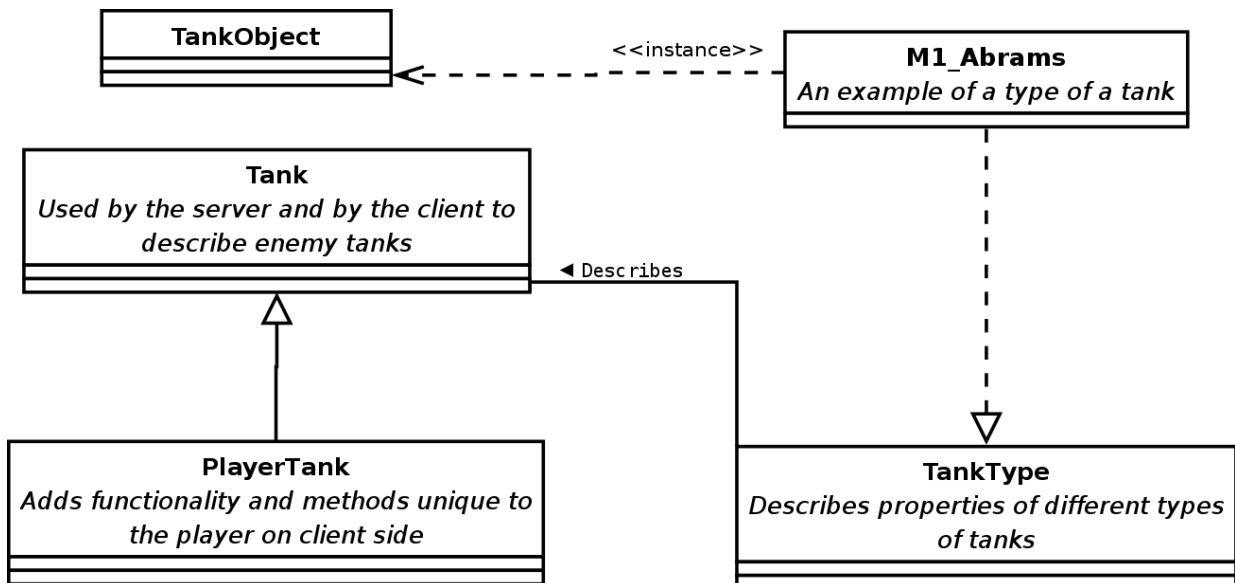 TankObject
<<instance>>
M1_Abrams
An example of a type of a tank
Tank
Used by the server and by the client to
describe enemy tanks
◄ Describes
PlayerTank
Adds functionality and methods unique to
the player on client side
TankType
Describes properties of different types
of tanks